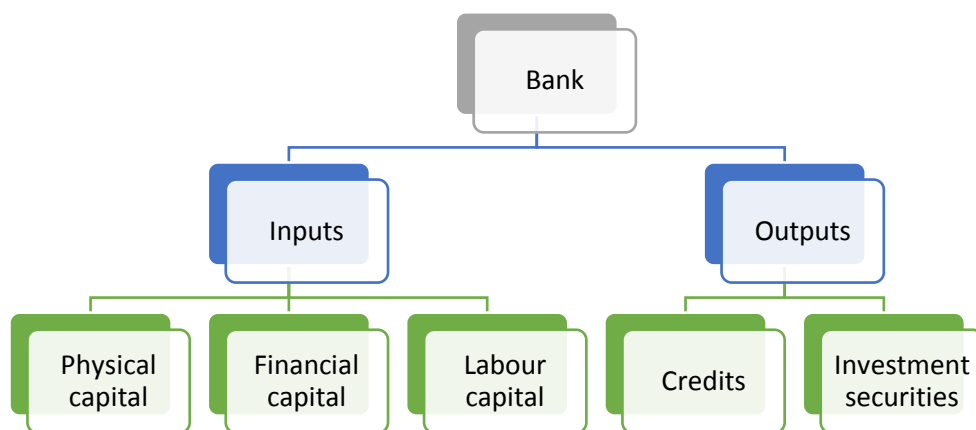 Bank
Inputs
Outputs
Physical
capital
Financial
capital
Labour
capital
Credits
Investment
securities